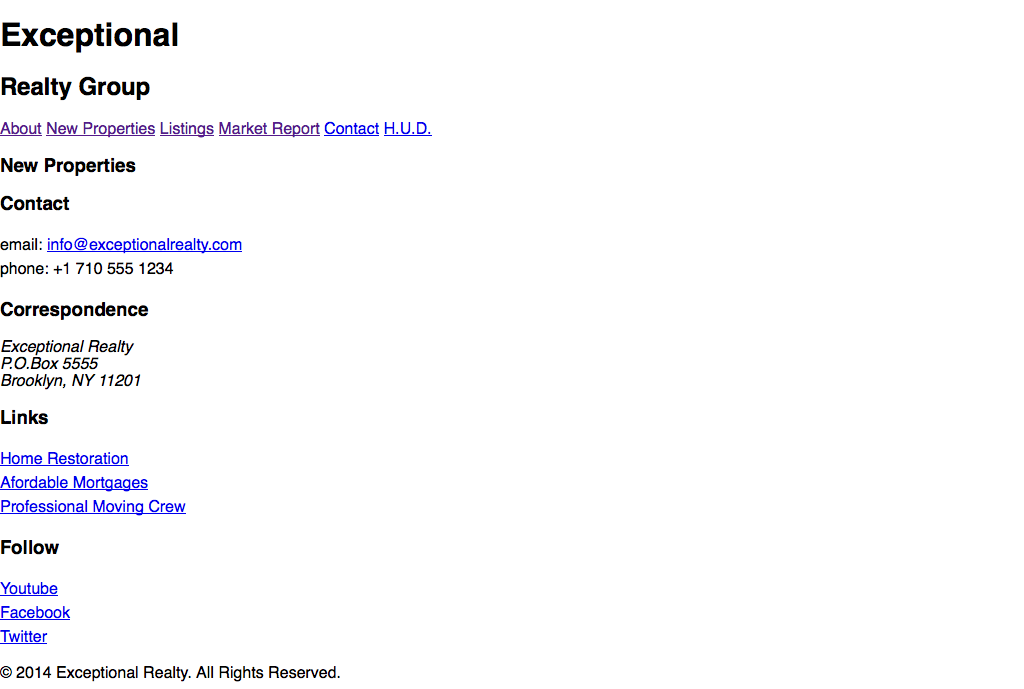 Exceptional
Realty Group
About New Properties Listings Market Report Contact H.U.D.
New Properties
Contact
email: info@exceptionalrealty.com
phone: +1 710 555 1234
Correspondence
Exceptional Realty
P.O.Box 5555
Brooklyn, NY 11201
Links
Home Restoration
Afordable Mortgages
Professional Moving Crew
Follow
Youtube
Facebook
Twitter
© 2014 Exceptional Realty. All Rights Reserved.